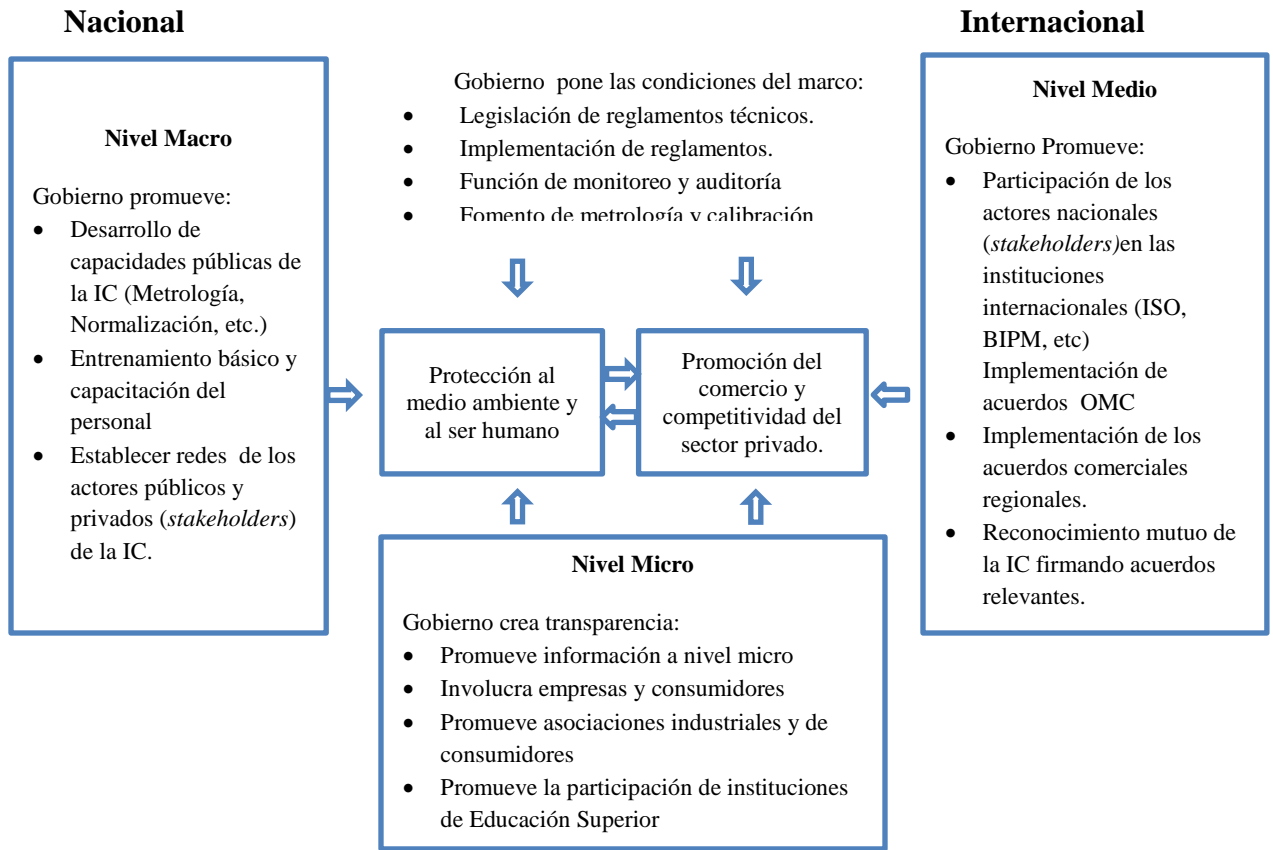 Nacional
Internacional
Nivel Macro
Gobierno promueve:
• Desarrollo de
capacidades públicas de
la IC (Metrología,
Normalización, etc.)
• Entrenamiento básico y
capacitación del
personal
• Establecer redes de los
actores públicos y
privados (stakeholders)
de la IC.
Gobierno pone las condiciones del marco:
• Legislación de reglamentos técnicos.
• Implementación de reglamentos.
• Función de monitoreo y auditoría
• Fomento de metrología y calibración
Protección al
medio ambiente y
al ser humano
Promoción del
comercio y
competitividad del
sector privado.
Nivel Medio
Gobierno Promueve:
• Participación de los
actores nacionales
(stakeholders)en las
instituciones
internacionales (ISO,
BIPM, etc)
Implementación de
acuerdos OMC
• Implementación de los
acuerdos comerciales
regionales.
• Reconocimiento mutuo de
la IC firmando acuerdos
relevantes.
Nivel Micro
Gobierno crea transparencia:
• Promueve información a nivel micro
• Involucra empresas y consumidores
• Promueve asociaciones industriales y de
consumidores
• Promueve la participación de instituciones
de Educación Superior